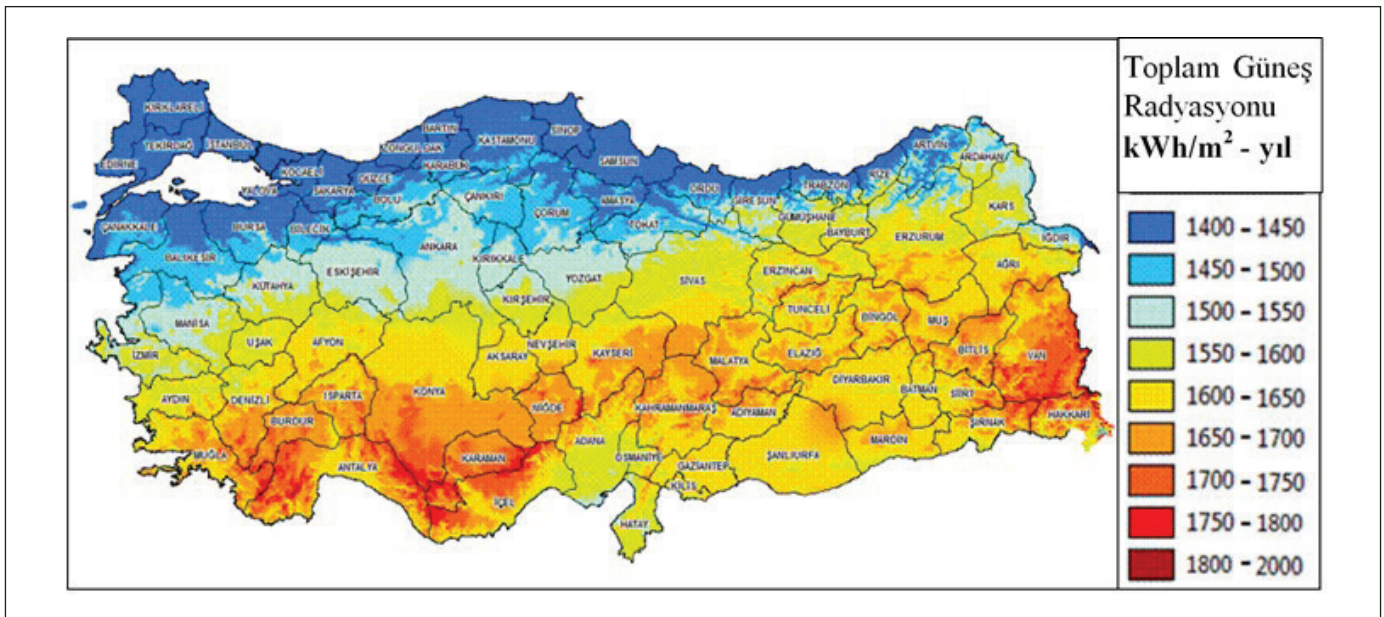 Toplam Güneş
Radyasyonu
kWh/m² - yıl
1400 - 1450
1450 - 1500
1500 - 1550
1550 - 1600
1600 - 1650
1650 - 1700
1700 - 1750
1750 - 1800
1800 - 2000
KIRKLARELİ
TEKİRDAĞ
İSTANBUL
EDİRNE
KOCAELİ
YALOVA
SAKARYA
DÜZCE
ZONGULDAK
BARTIN
KARABÜK
KASTAMONU
SİNOP
SAMSUN
BOLU
ÇANKIRI
ÇORUM
AMASYA
ORDU
GİRESUN
TRABZON
RİZE
ARTVİN
ARDAHAN
ÇANAKKALE
BURSA
BİLECİK
TOKAT
GÜMÜŞHANE
BAYBURT
KARS
BALIKESİR
ANKARA
ERZURUM
IĞDIR
KÜTAHYA
ESKİŞEHİR
KIRIKKALE
YOZGAT
SİVAS
ERZİNCAN
AĞRI
KIRŞEHİR
TUNCELİ
MANİSA
UŞAK
AFYON
NEVŞEHİR
BİNGÖL
MUŞ
İZMİR
AKSARAY
KAYSERİ
MALATYA
ELAZIĞ
BİTLİS
VAN
AYDIN
DENİZLİ
ISPARTA
KONYA
NİĞDE
KAHRAMANMARAŞ
ADIYAMAN
DİYARBAKIR
BATMAN
SİİRT
BURDUR
ŞIRNAK
HAKKARİ
MUĞLA
ANTALYA
KARAMAN
ADANA
OSMANİYE
GAZİANTEP
ŞANLIURFA
MARDİN
KİLİS
İÇEL
HATAY